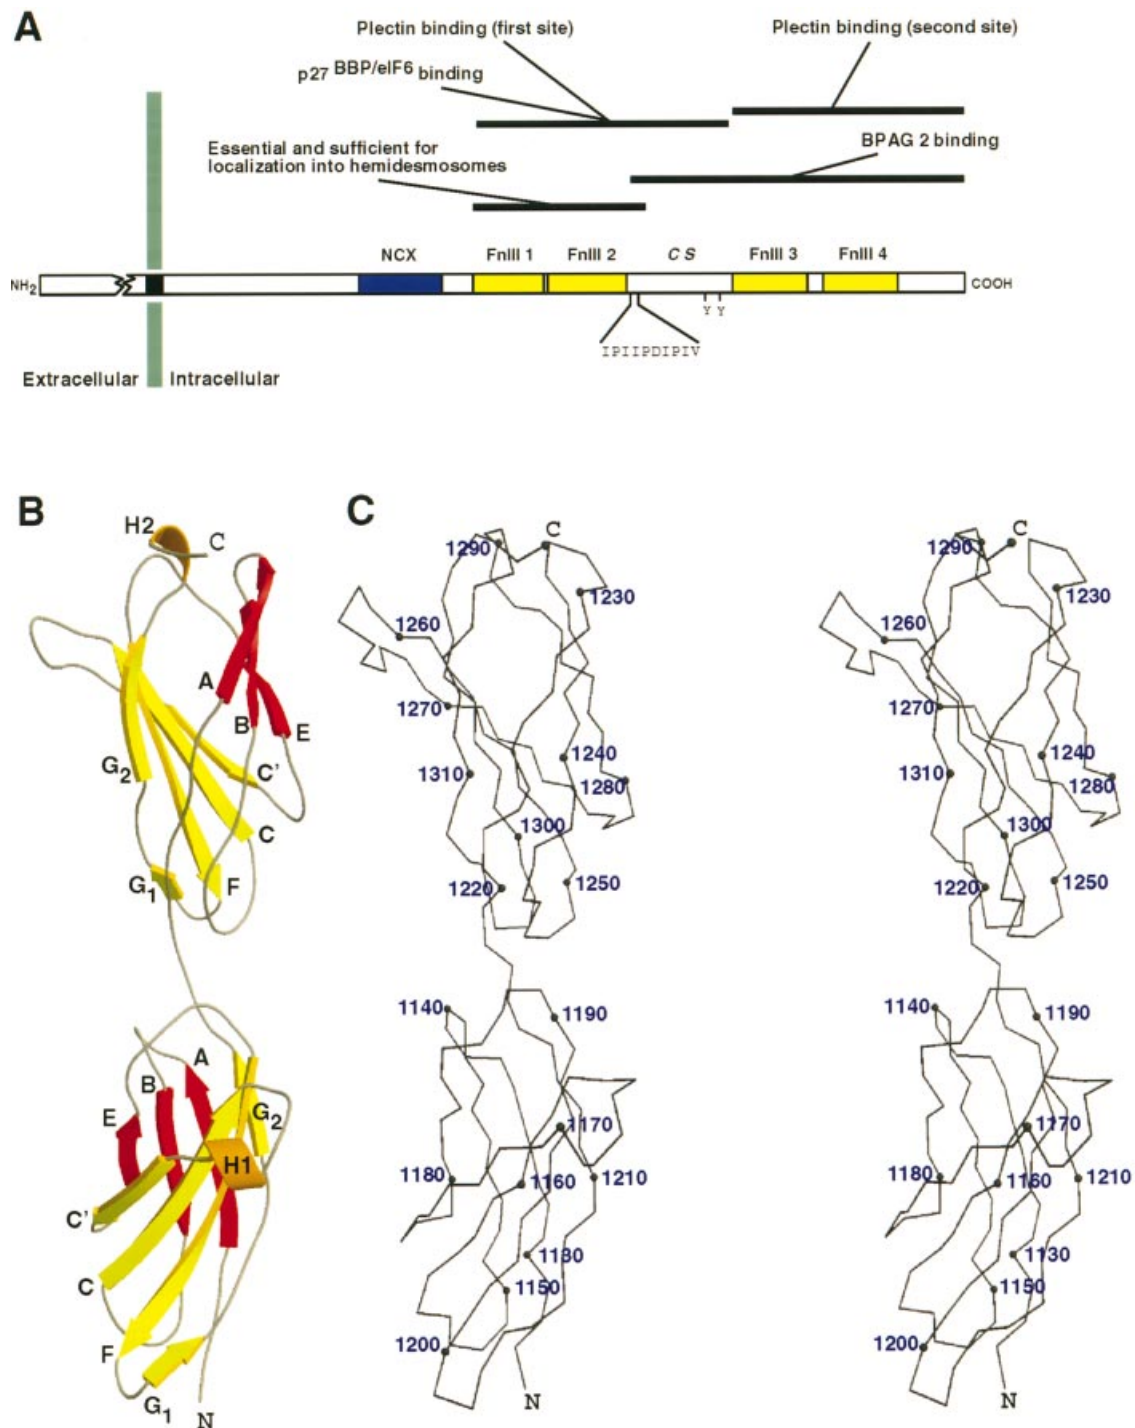 A
Plectin binding (first site)
Plectin binding (second site)
p27 BBP/eIF6 binding
Essential and sufficient for
localization into hemidesmosomes
BPAG 2 binding
NCX
FnIII 1
FnIII 2
CS
FnIII 3
FnIII 4
NH2
COOH
Y Y
IPIIPDIPIV
Extracellular
Intracellular
B
H2
C
A
B
E
G2
C'
C
G1
F
A
B
E
G2
H1
C'
C
F
G1
N
C
C
1290
1230
1260
1270
1240
1310
1280
1300
1220
1250
1140
1190
1170
1180
1160
1210
1130
1150
1200
N
C
1290
1230
1260
1270
1240
1310
1280
1300
1220
1250
1140
1190
1170
1180
1160
1210
1130
1150
1200
N